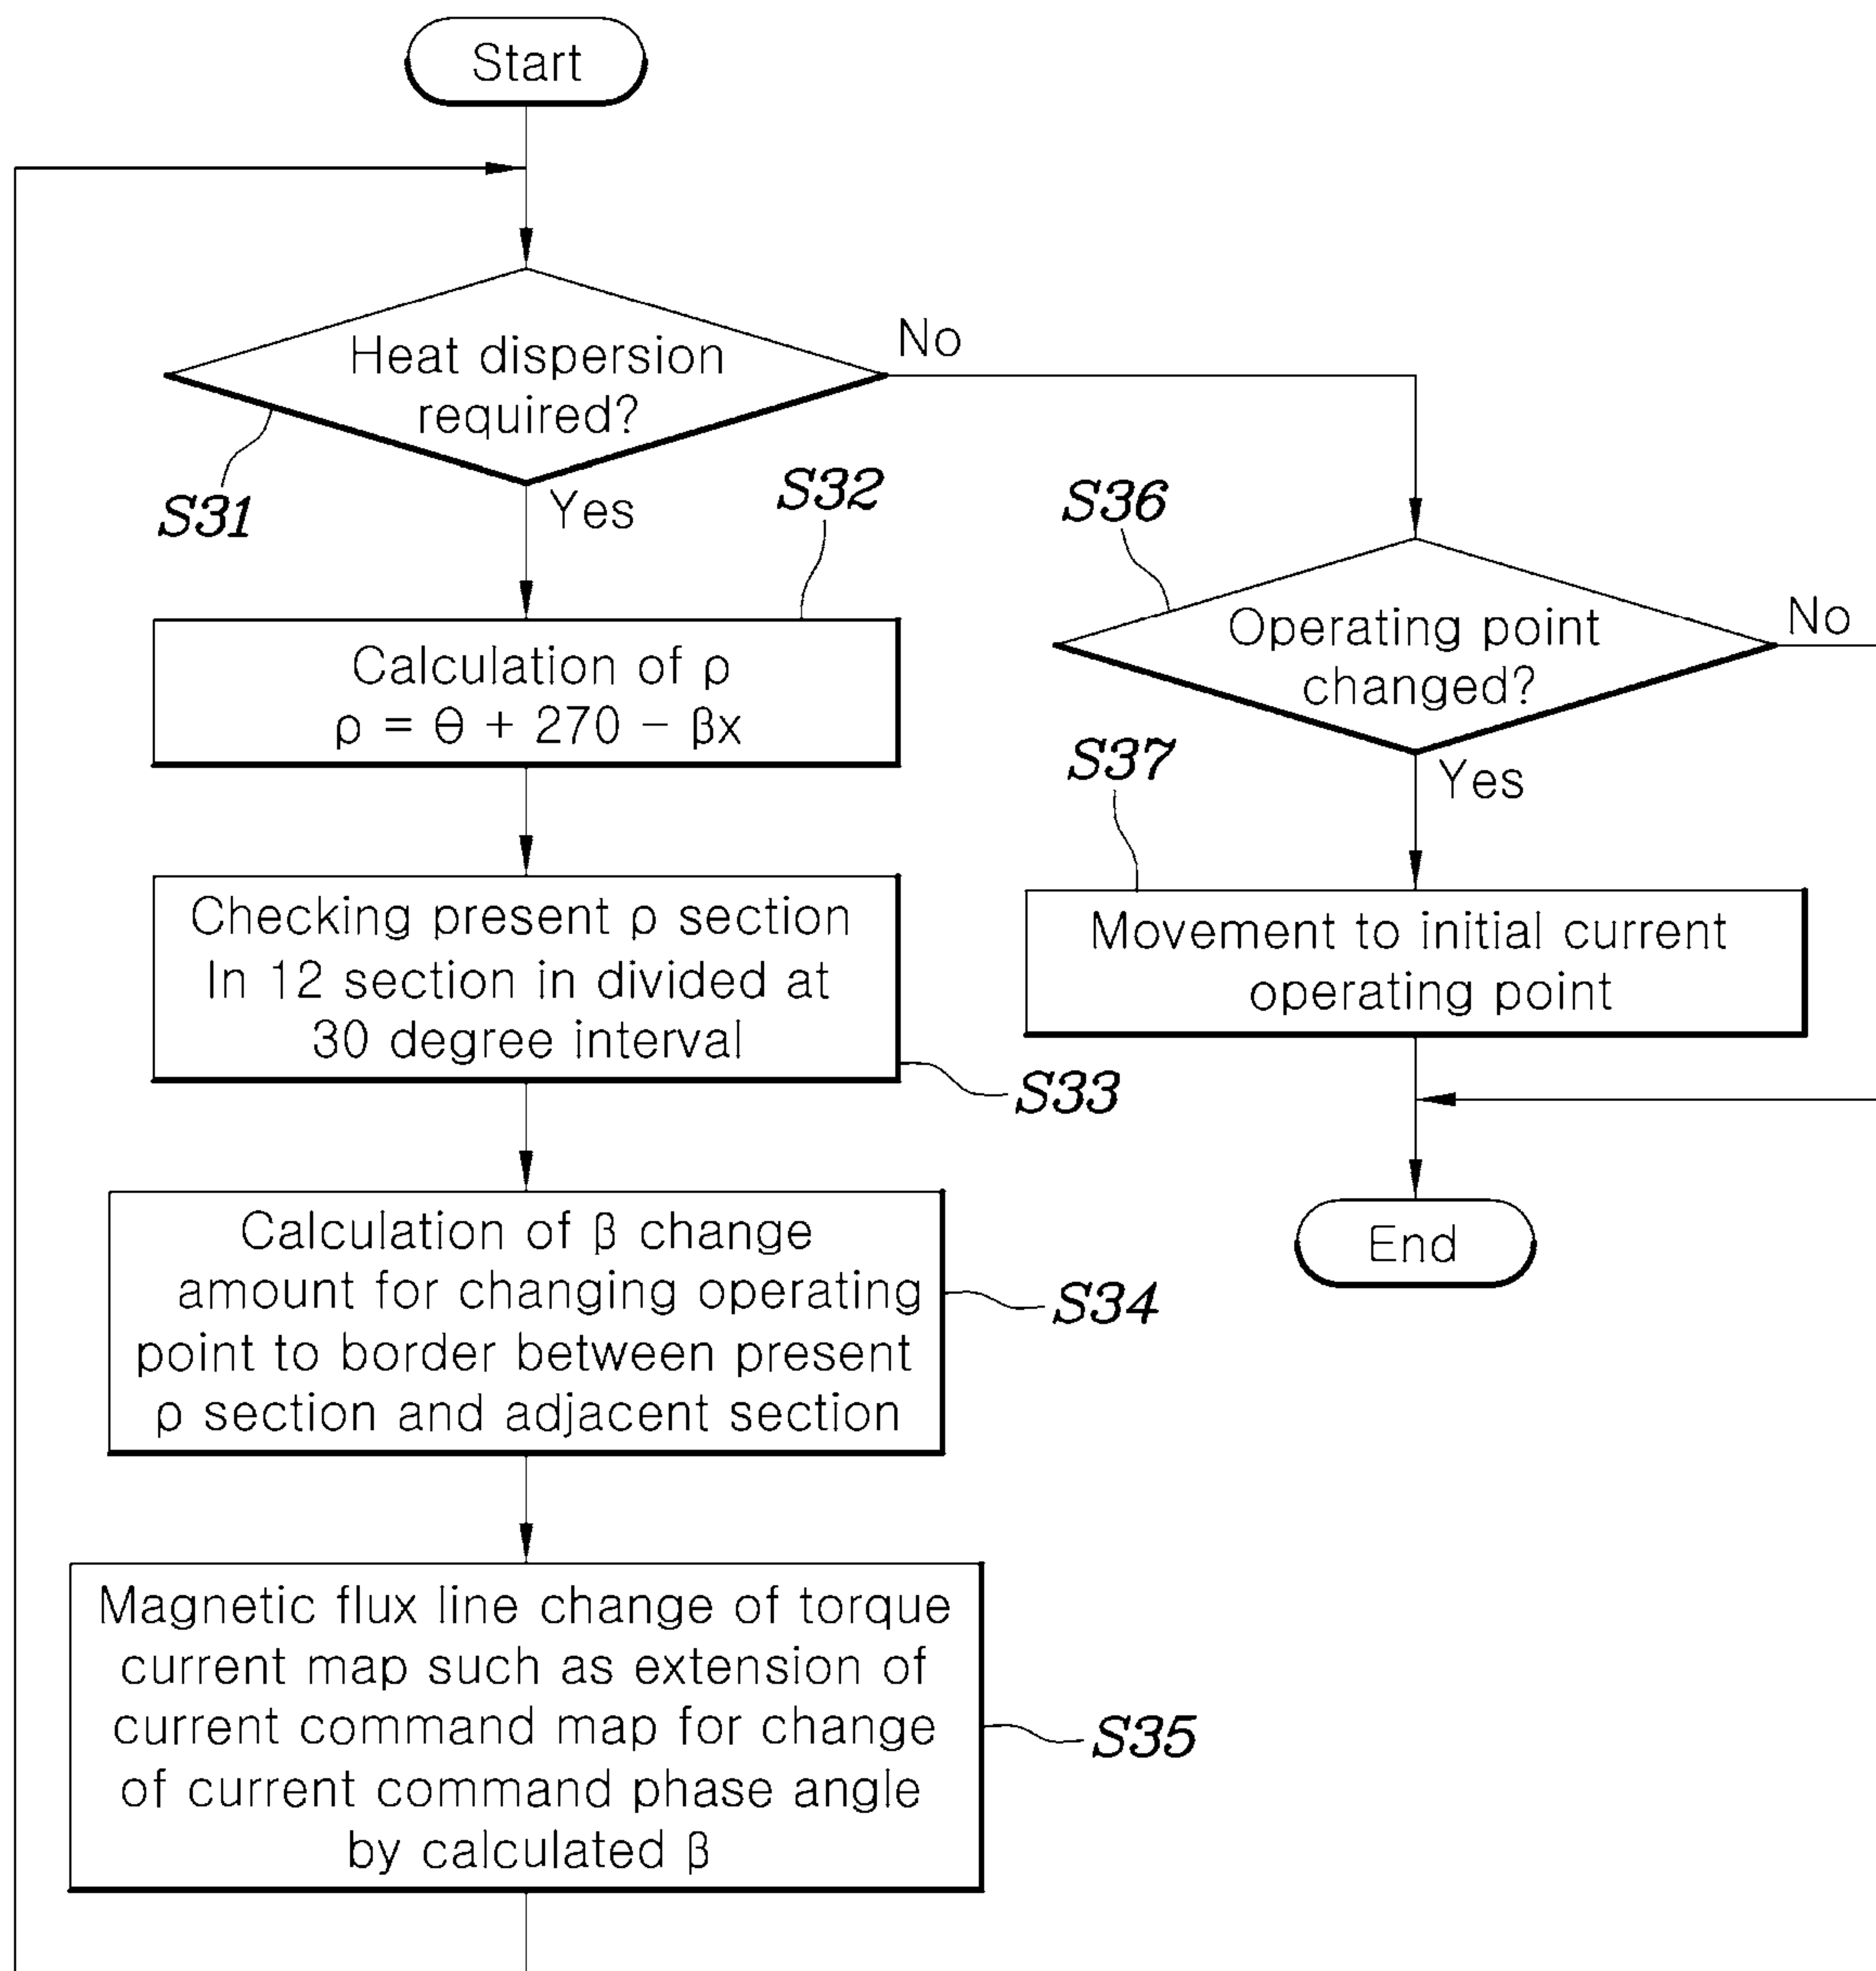 Start
Heat dispersion
required?
No
S31
Yes
S32
Calculation of ρ
ρ = θ + 270 − βx
Checking present ρ section
In 12 section in divided at
30 degree interval
S33
Calculation of β change
amount for changing operating
point to border between present
ρ section and adjacent section
S34
Magnetic flux line change of torque
current map such as extension of
current command map for change
of current command phase angle
by calculated β
S35
S36
Operating point
changed?
No
Yes
S37
Movement to initial current
operating point
End